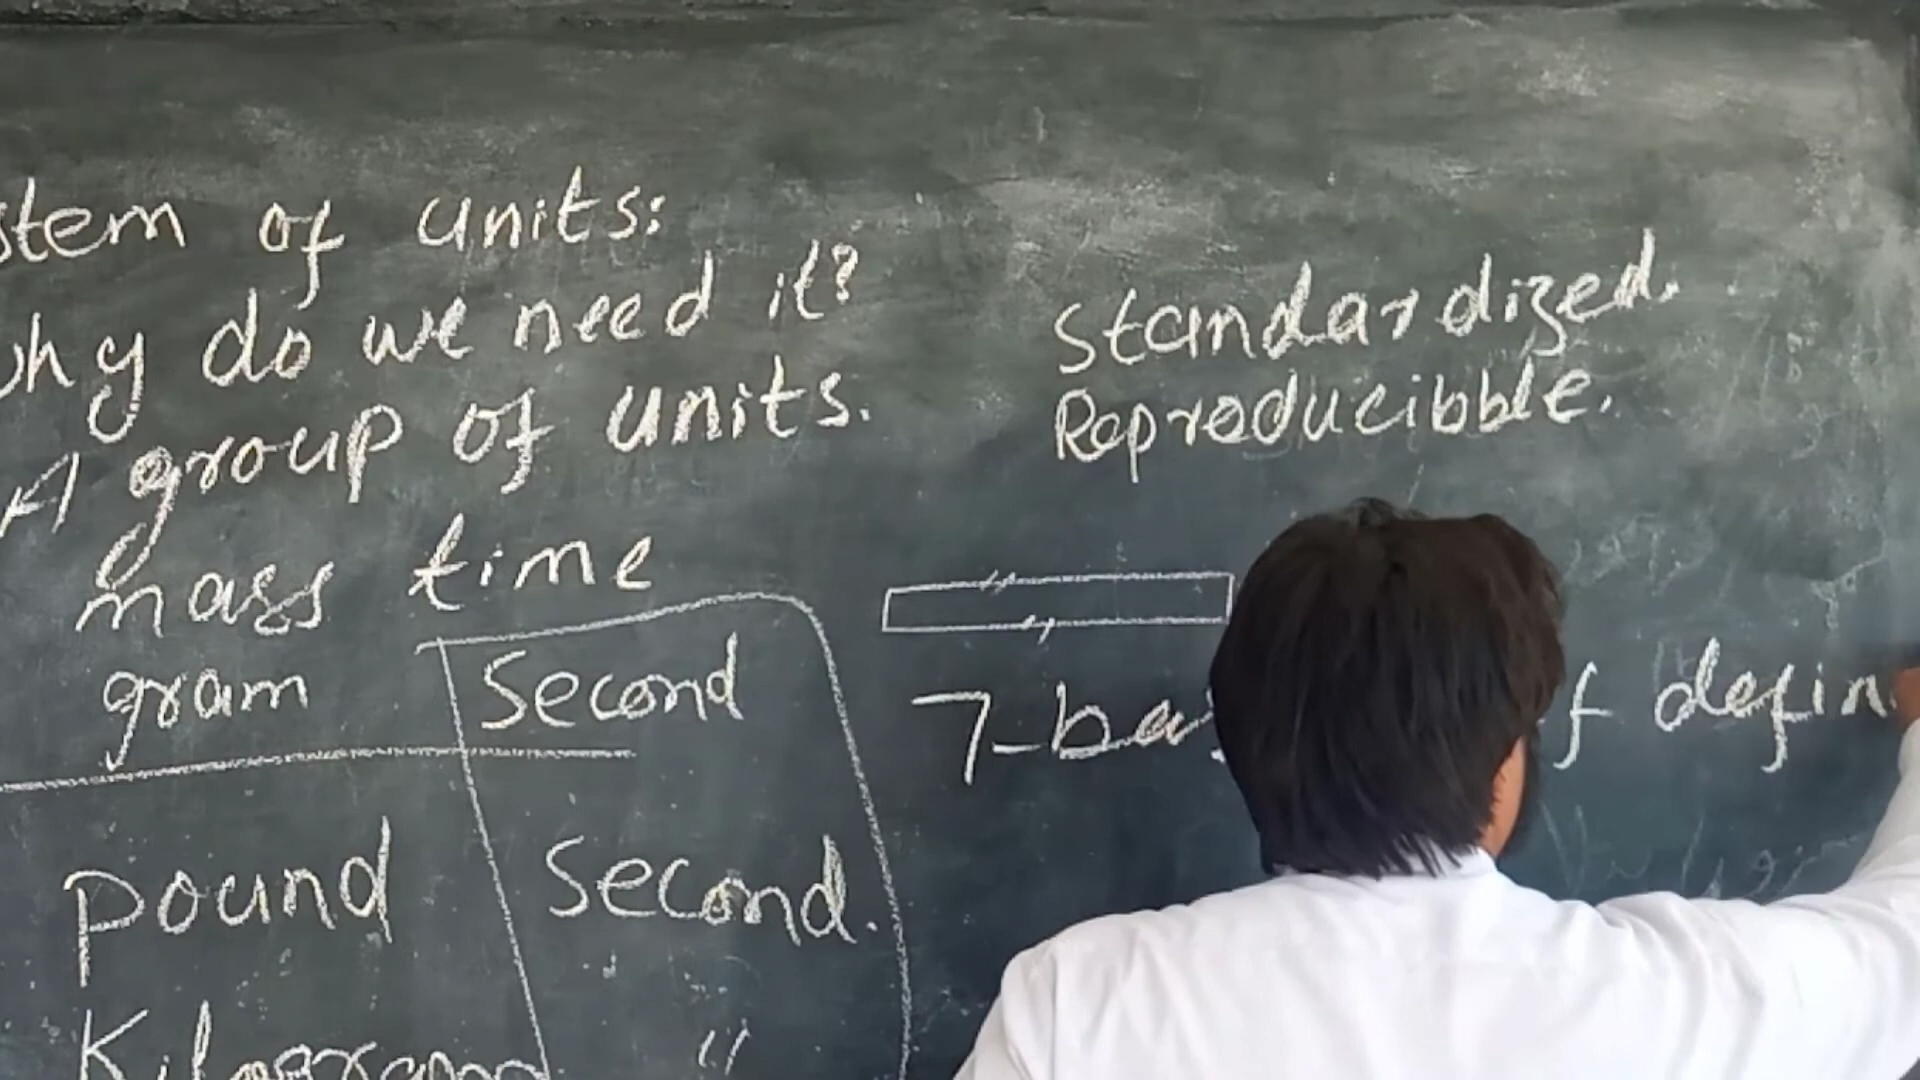 stem of units:
why do we need it?
A group of units.
mass time
gram Second
pound Second.
Kilogram "
Standardized.
Reproducibble.
7-ba f defin